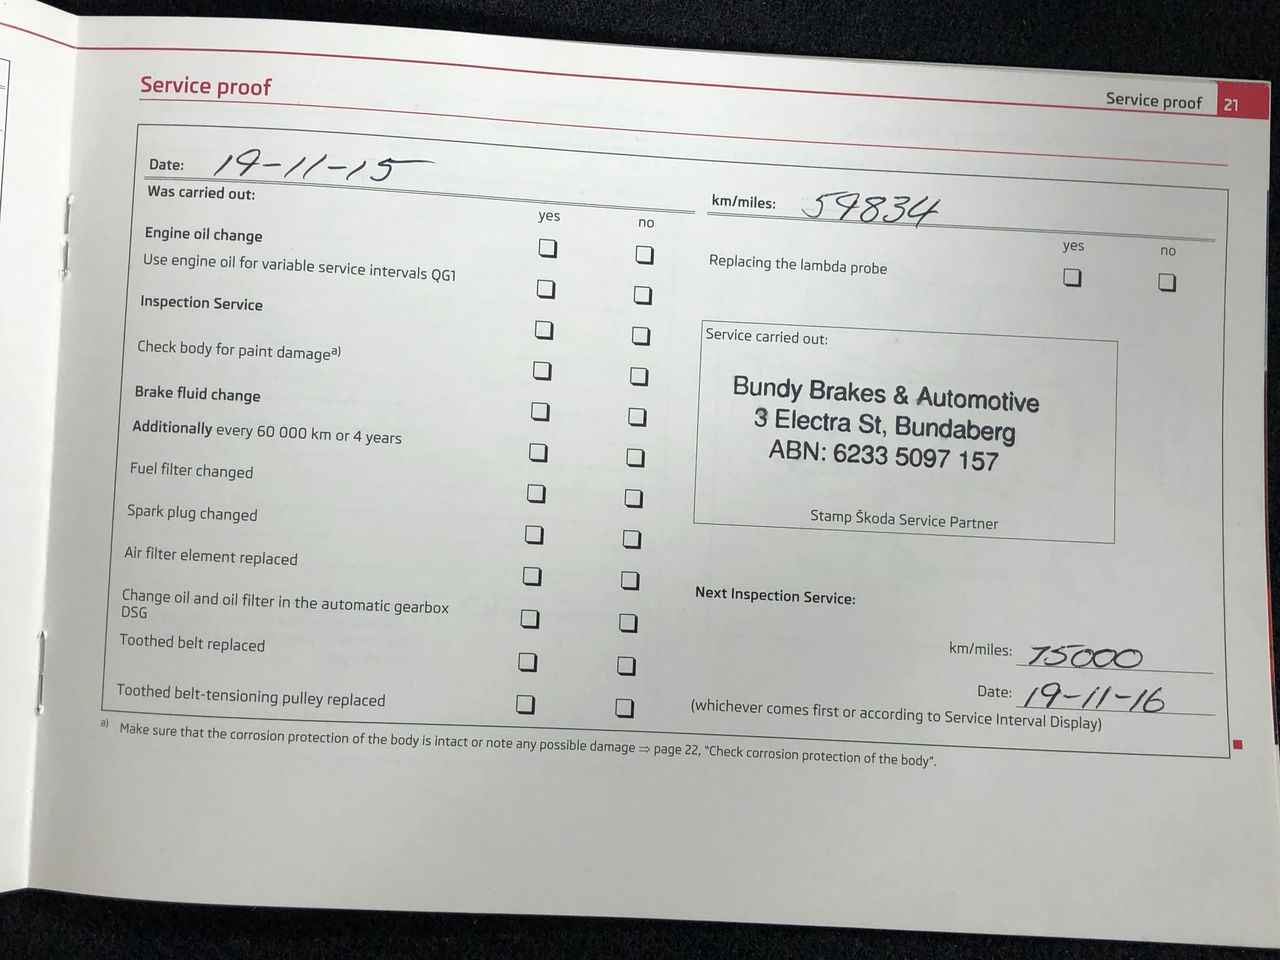 Service proof
Service proof 21
Date: 19-11-15
km/miles: 59834
Was carried out:
yes no
Engine oil change
Use engine oil for variable service intervals QG1
Inspection Service
Check body for paint damagea)
Brake fluid change
Additionally every 60 000 km or 4 years
Fuel filter changed
Spark plug changed
Air filter element replaced
Change oil and oil filter in the automatic gearbox
DSG
Toothed belt replaced
Toothed belt-tensioning pulley replaced
yes no
Replacing the lambda probe
Service carried out:
Bundy Brakes & Automotive
3 Electra St, Bundaberg
ABN: 6233 5097 157
Stamp Škoda Service Partner
Next Inspection Service:
km/miles: 75000
Date: 19-11-16
(whichever comes first or according to Service Interval Display)
a) Make sure that the corrosion protection of the body is intact or note any possible damage ⇒ page 22, "Check corrosion protection of the body".